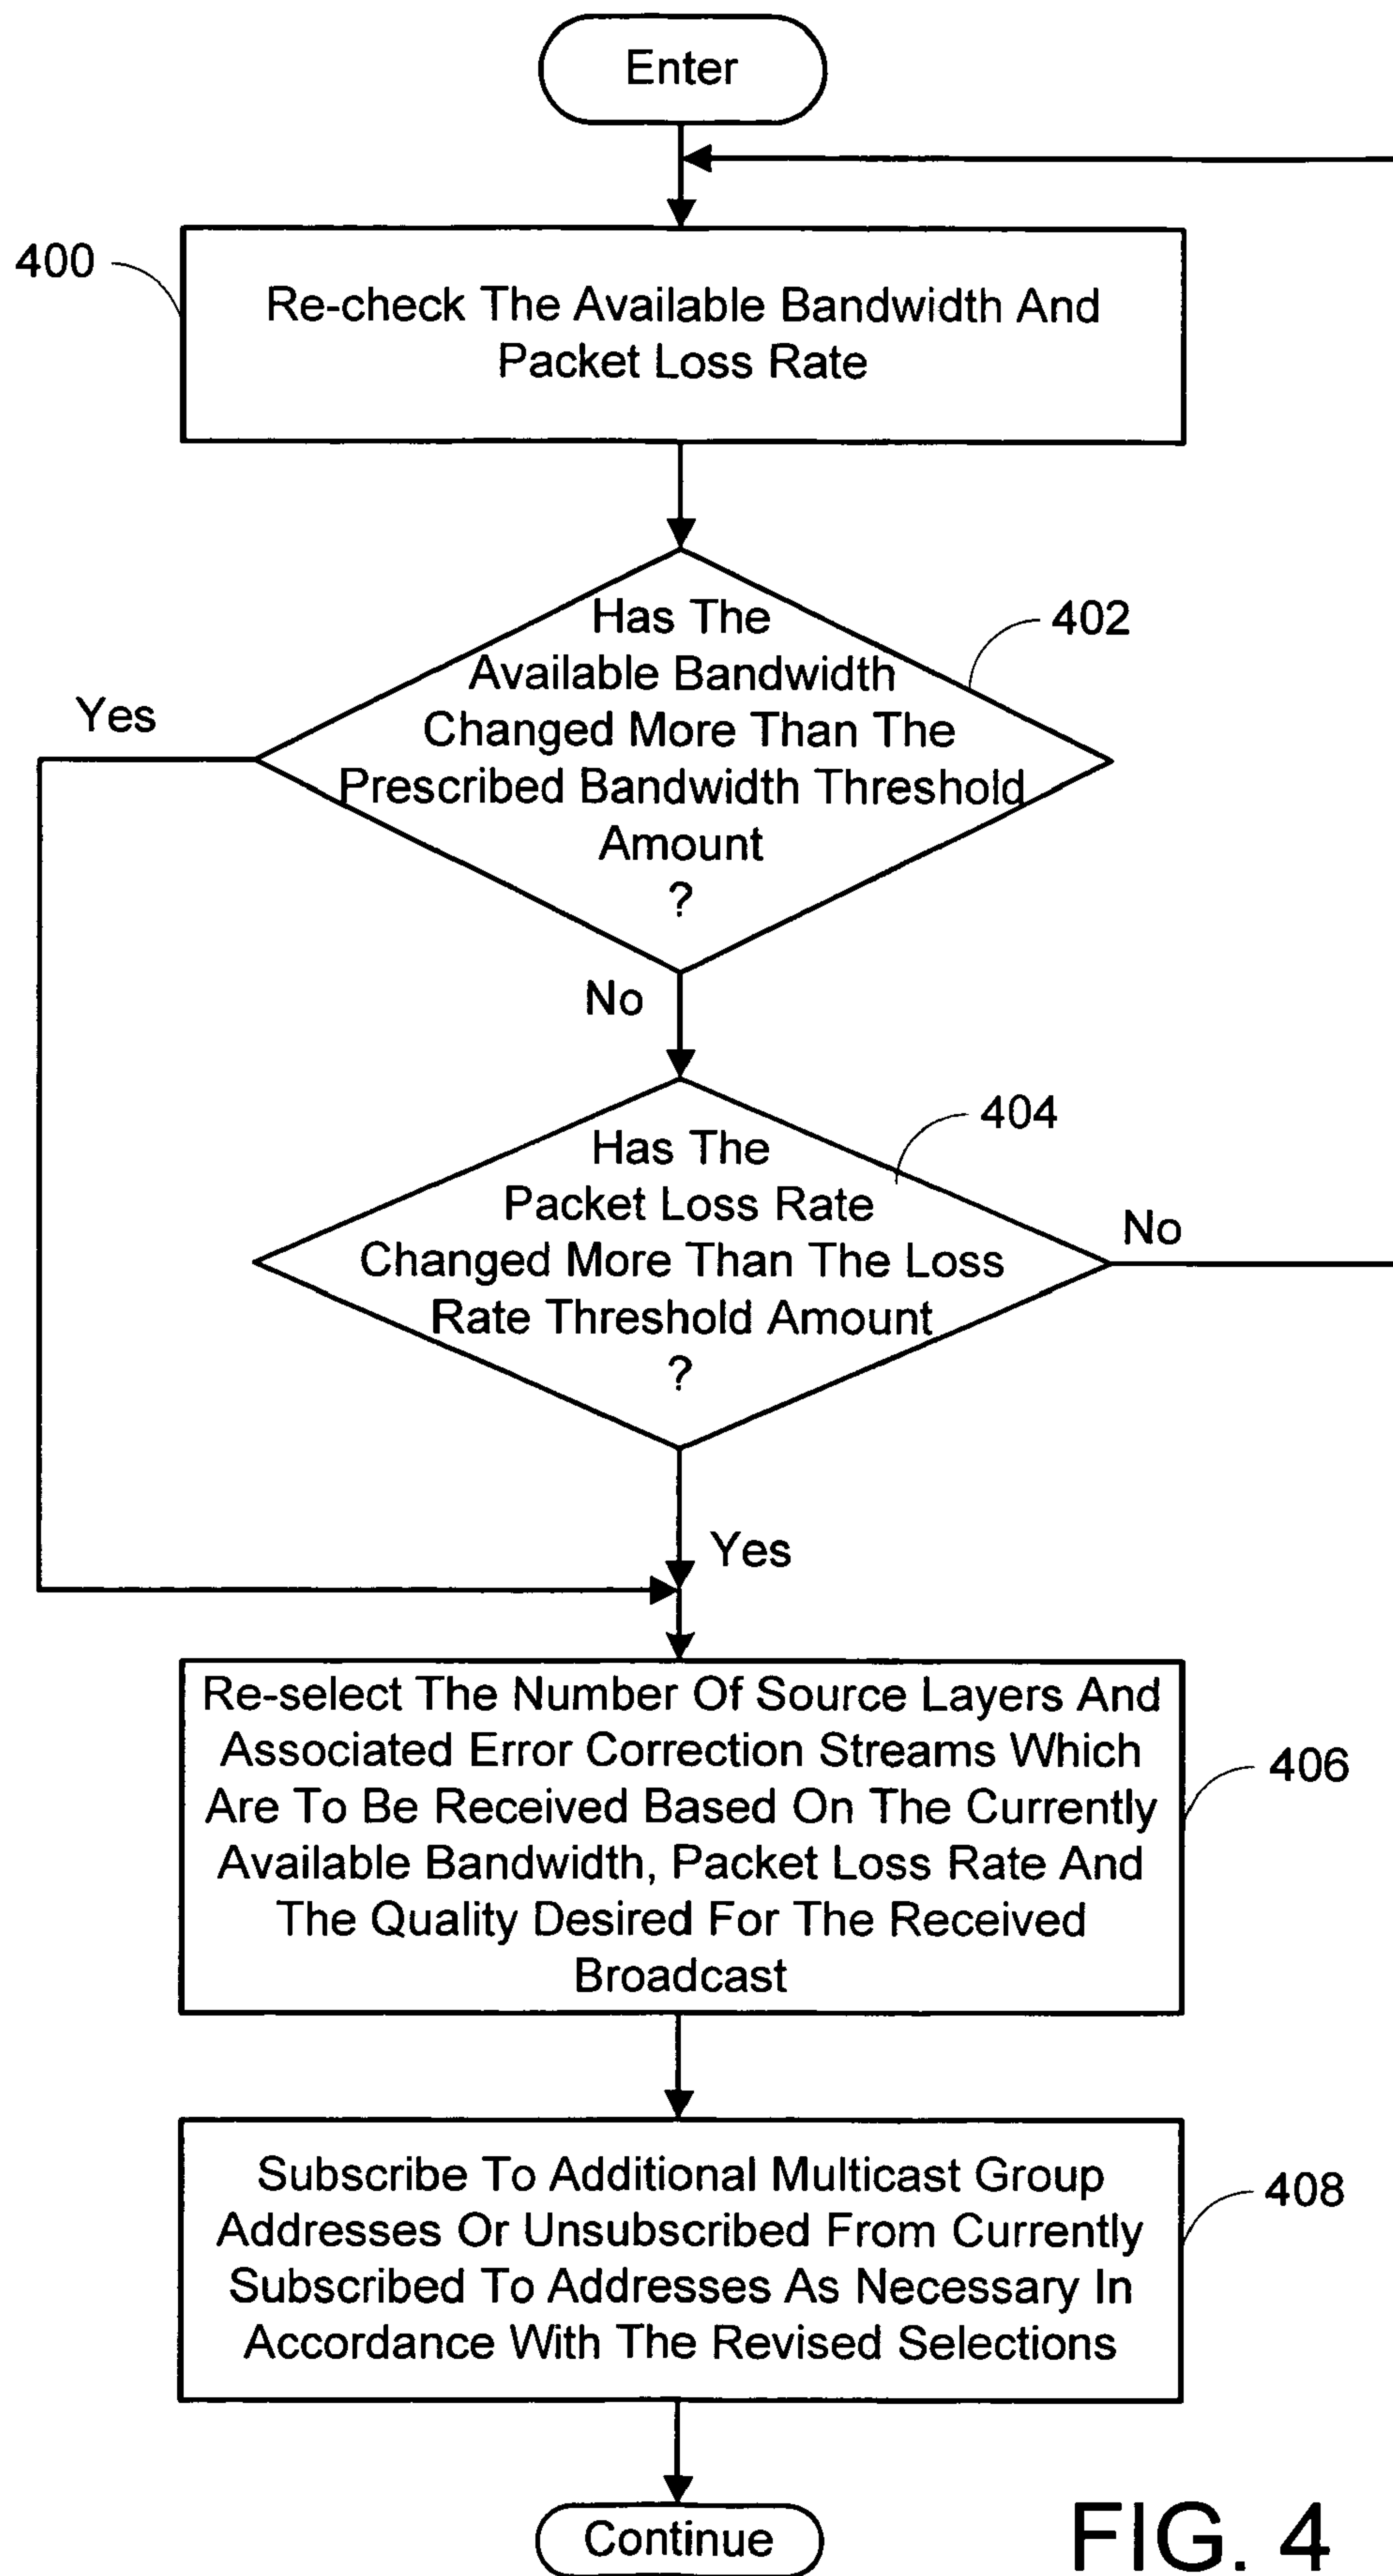 Enter
400
Re-check The Available Bandwidth And
Packet Loss Rate
402
Has The
Available Bandwidth
Changed More Than The
Prescribed Bandwidth Threshold
Amount
?
Yes
No
404
Has The
Packet Loss Rate
Changed More Than The Loss
Rate Threshold Amount
?
No
Yes
Re-select The Number Of Source Layers And
Associated Error Correction Streams Which
Are To Be Received Based On The Currently
Available Bandwidth, Packet Loss Rate And
The Quality Desired For The Received
Broadcast
406
Subscribe To Additional Multicast Group
Addresses Or Unsubscribed From Currently
Subscribed To Addresses As Necessary In
Accordance With The Revised Selections
408
Continue
FIG. 4